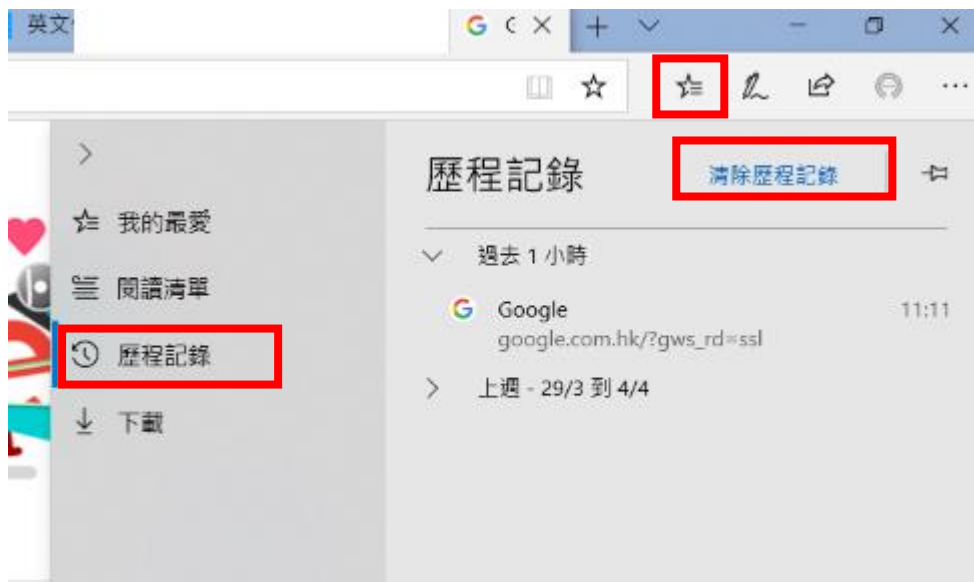 英文
歷程記錄
清除歷程記錄
我的最愛
閱讀清單
歷程記錄
下載
過去 1 小時
Google
11:11
google.com.hk/?gws_rd=ssl
上週 - 29/3 到 4/4